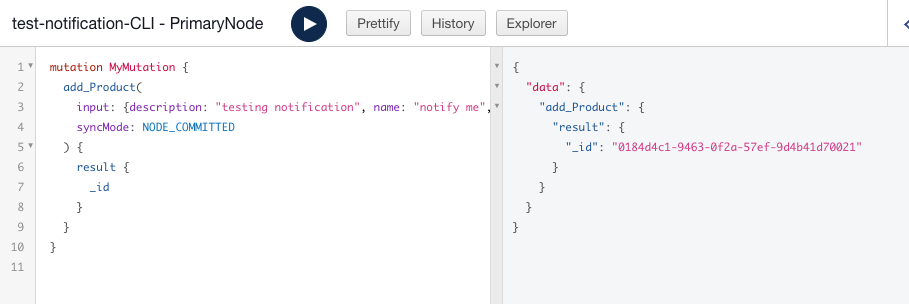 test-notification-CLI - PrimaryNode
Prettify
History
Explorer
1 mutation MyMutation {
2 add_Product(
3 input: {description: "testing notification", name: "notify me",
4 syncMode: NODE_COMMITTED
5 ) {
6 result {
7 _id
8 }
9 }
10 }
11
{
"data": {
"add_Product": {
"result": {
"_id": "0184d4c1-9463-0f2a-57ef-9d4b41d70021"
}
}
}
}